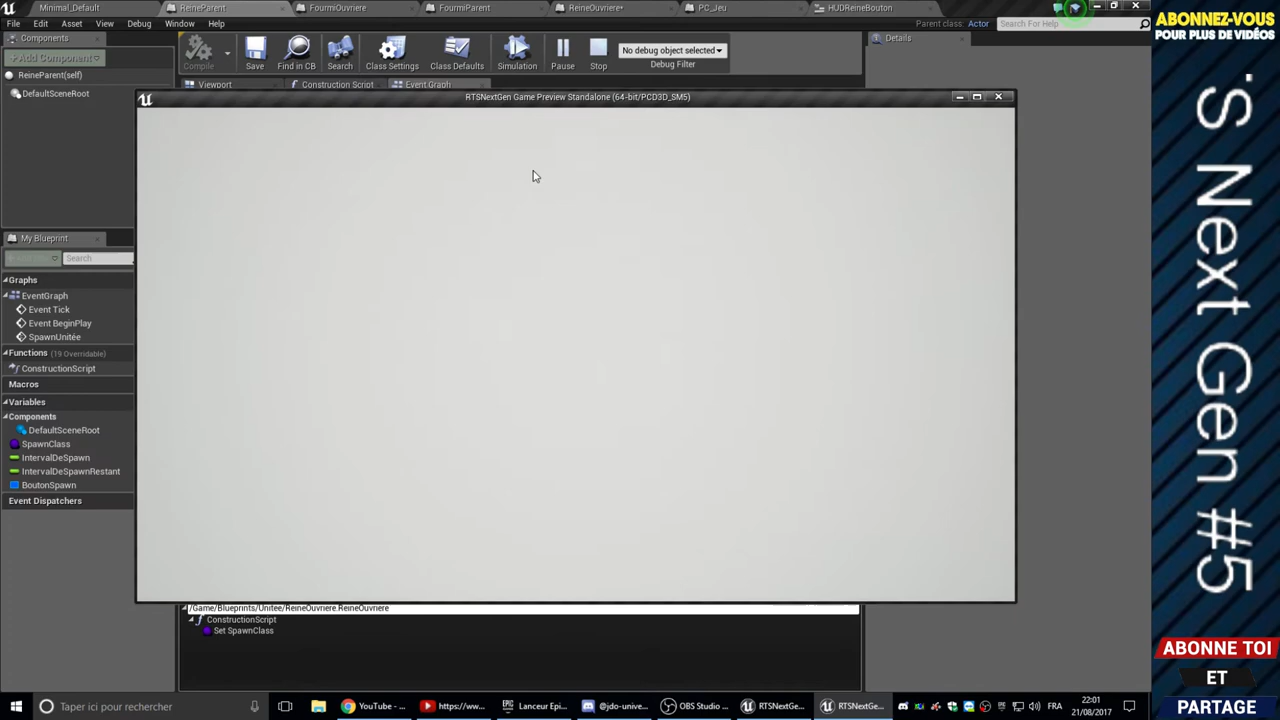 Minimal_Default
ReineParent
FourmiOuvriere
FourmiParent
ReineOuvriere*
PC_Jeu
HUDReineBouton
File Edit Asset View Debug Window Help
Parent class: Actor
Search For Help
Components
Details
+Add Component
ReineParent(self)
DefaultSceneRoot
Compile
Save
Find in CB
Search
Class Settings
Class Defaults
Simulation
Pause
Stop
No debug object selected
Debug Filter
Viewport
Construction Script
Event Graph
RTSNextGen Game Preview Standalone (64-bit/PCD3D_SM5)
My Blueprint
Search
Graphs
EventGraph
Event Tick
Event BeginPlay
SpawnUnitée
Functions (19 Overridable)
ConstructionScript
Macros
Variables
Components
DefaultSceneRoot
SpawnClass
IntervalDeSpawn
IntervalDeSpawnRestant
BoutonSpawn
Event Dispatchers
/Game/Blueprints/Unitee/ReineOuvriere.ReineOuvriere
ConstructionScript
Set SpawnClass
ABONNEZ-VOUS
POUR PLUS DE VIDÉOS
'S Next Gen #5
ABONNE TOI
ET
PARTAGE
Taper ici pour rechercher
YouTube - ...
https://ww...
Lanceur Epi...
@jdo-unive...
OBS Studio ...
RTSNextGe...
RTSNextGe...
FRA
22:01
21/08/2017